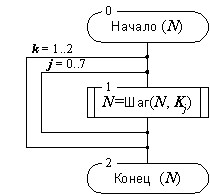 0
Начало (N)
k = 1..2
j = 0..7
1
N=Шаг(N, Kj)
2
Конец (N)